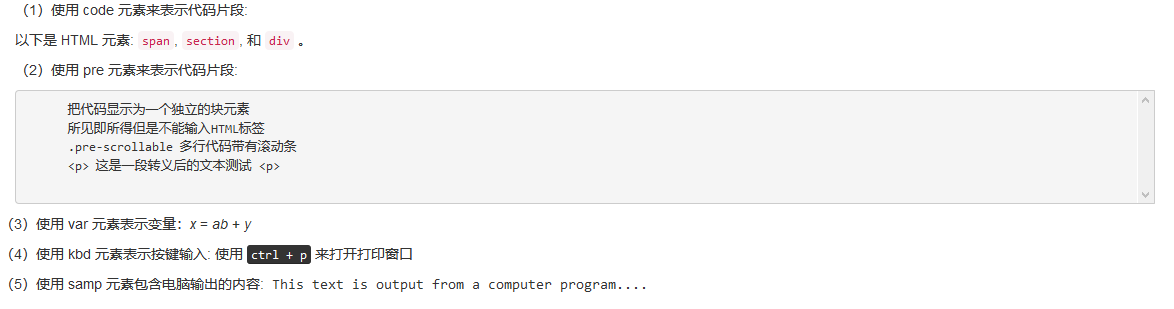 （1）使用 code 元素来表示代码片段:
以下是 HTML 元素: span, section, 和 div 。
（2）使用 pre 元素来表示代码片段:
把代码显示为一个独立的块元素
所见即所得但是不能输入HTML标签
.pre-scrollable 多行代码带有滚动条
<p> 这是一段转义后的文本测试 <p>
（3）使用 var 元素表示变量：x = ab + y
（4）使用 kbd 元素表示按键输入: 使用 ctrl + p 来打开打印窗口
（5）使用 samp 元素包含电脑输出的内容: This text is output from a computer program....